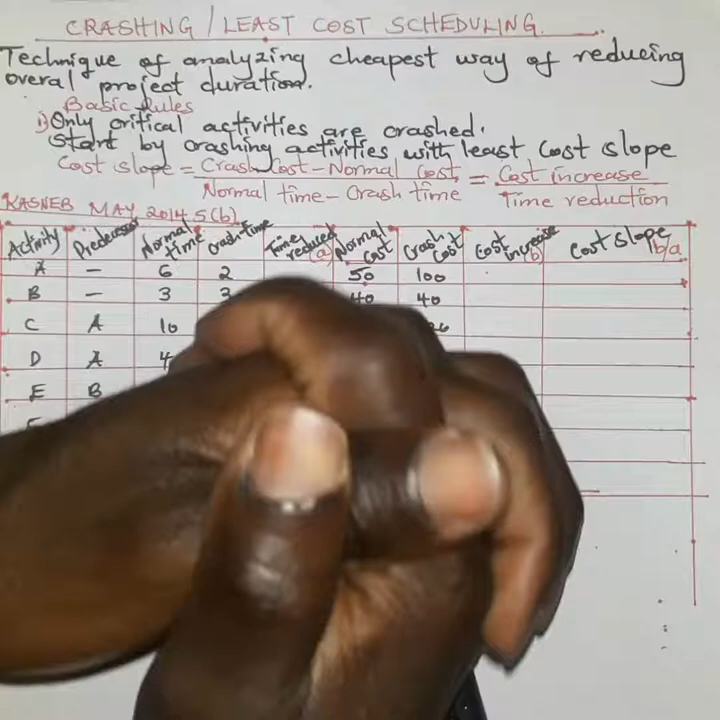 CRASHING / LEAST COST SCHEDULING.
Technique of analyzing cheapest way of reducing
overal project duration.
Basic Rules
i) Only critical activities are crashed.
Start by crashing activities with least cost slope
Cost slope = Crash Cost - Normal Cost = Cost increase
Normal time - Crash time Time reduction
KASNEB MAY 2014 5(b)
Activity Predecessor Normal time Crash Time Time reduced (a) Normal Cost Crash Cost Cost increase (b) Cost slope b/a
A - 6 2 50 100
B - 3 3 40 40
C A 10
D A 4
E B